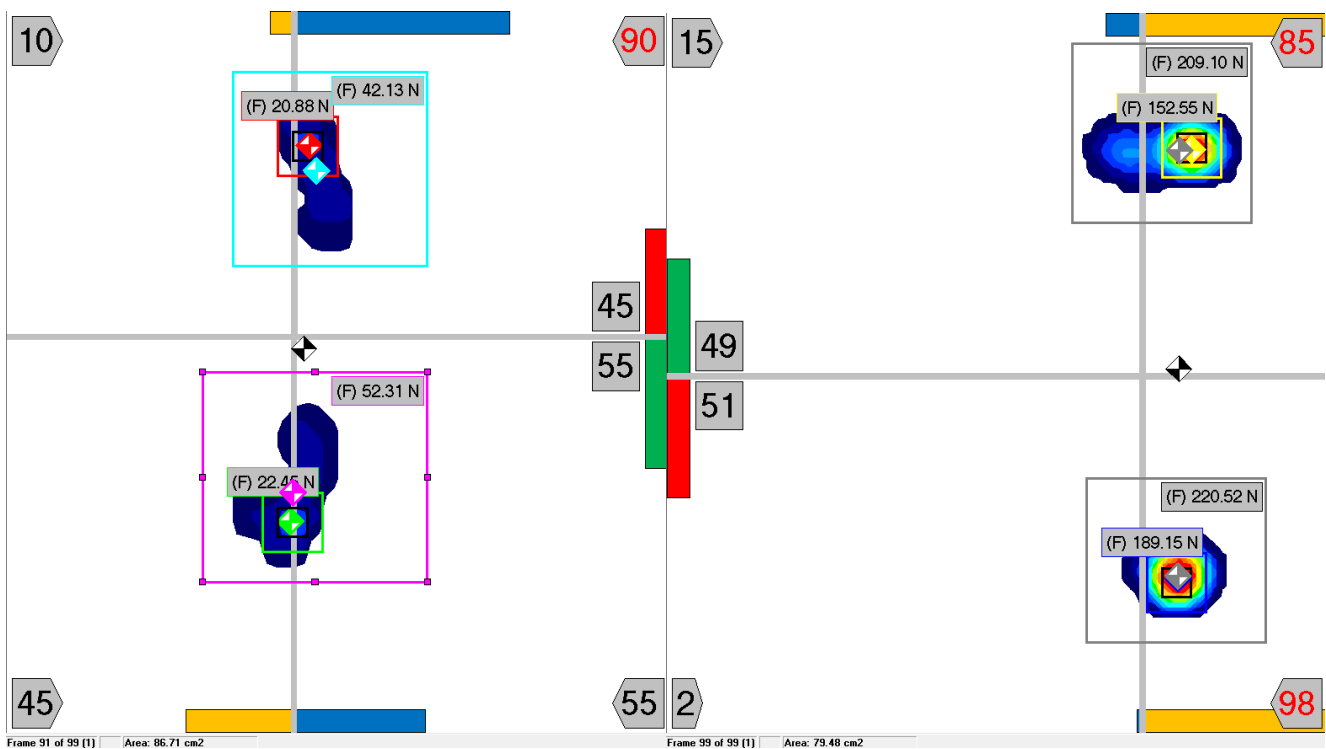 10
90
15
85
(F) 42.13 N
(F) 20.88 N
(F) 209.10 N
(F) 152.55 N
45
55
49
51
(F) 52.31 N
(F) 22.45 N
(F) 220.52 N
(F) 189.15 N
45
55
2
98
Frame 91 of 99 (1) Area: 86.71 cm2
Frame 99 of 99 (1) Area: 79.48 cm2